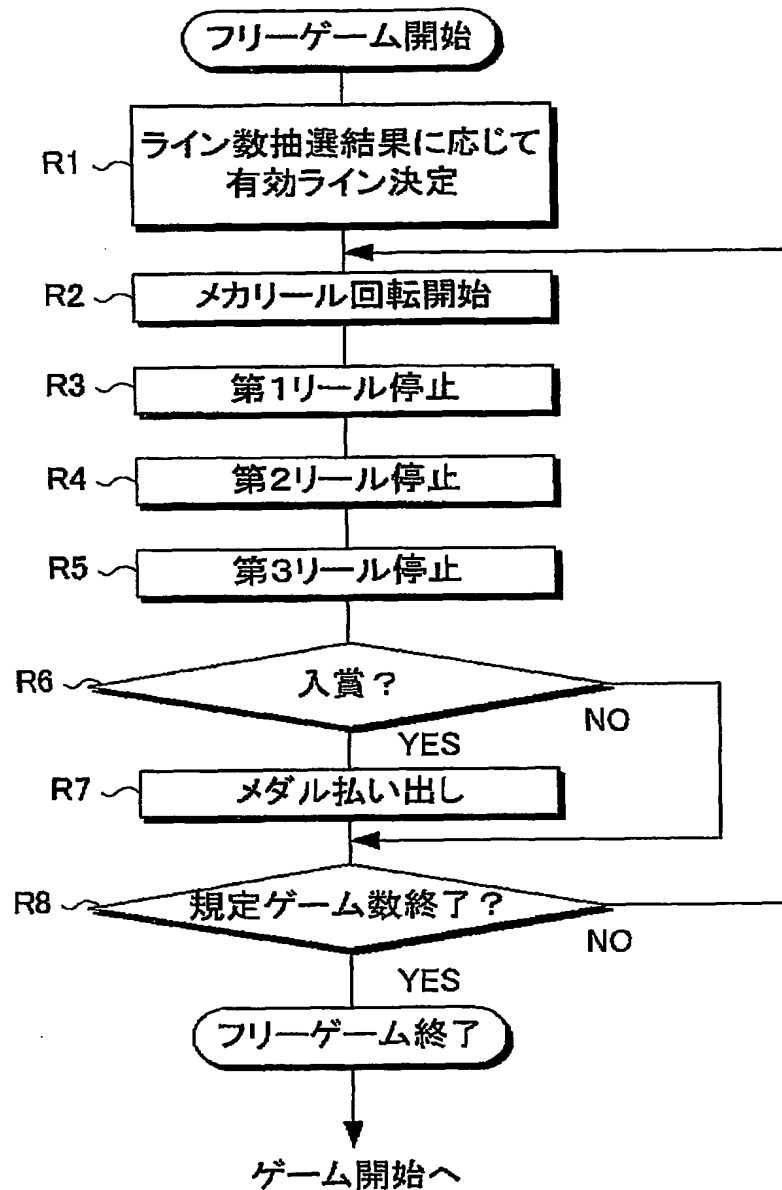 フリーゲーム開始
R1
ライン数抽選結果に応じて
有効ライン決定
R2
メカリール回転開始
R3
第1リール停止
R4
第2リール停止
R5
第3リール停止
R6
入賞?
NO
YES
R7
メダル払い出し
R8
規定ゲーム数終了?
NO
YES
フリーゲーム終了
ゲーム開始へ